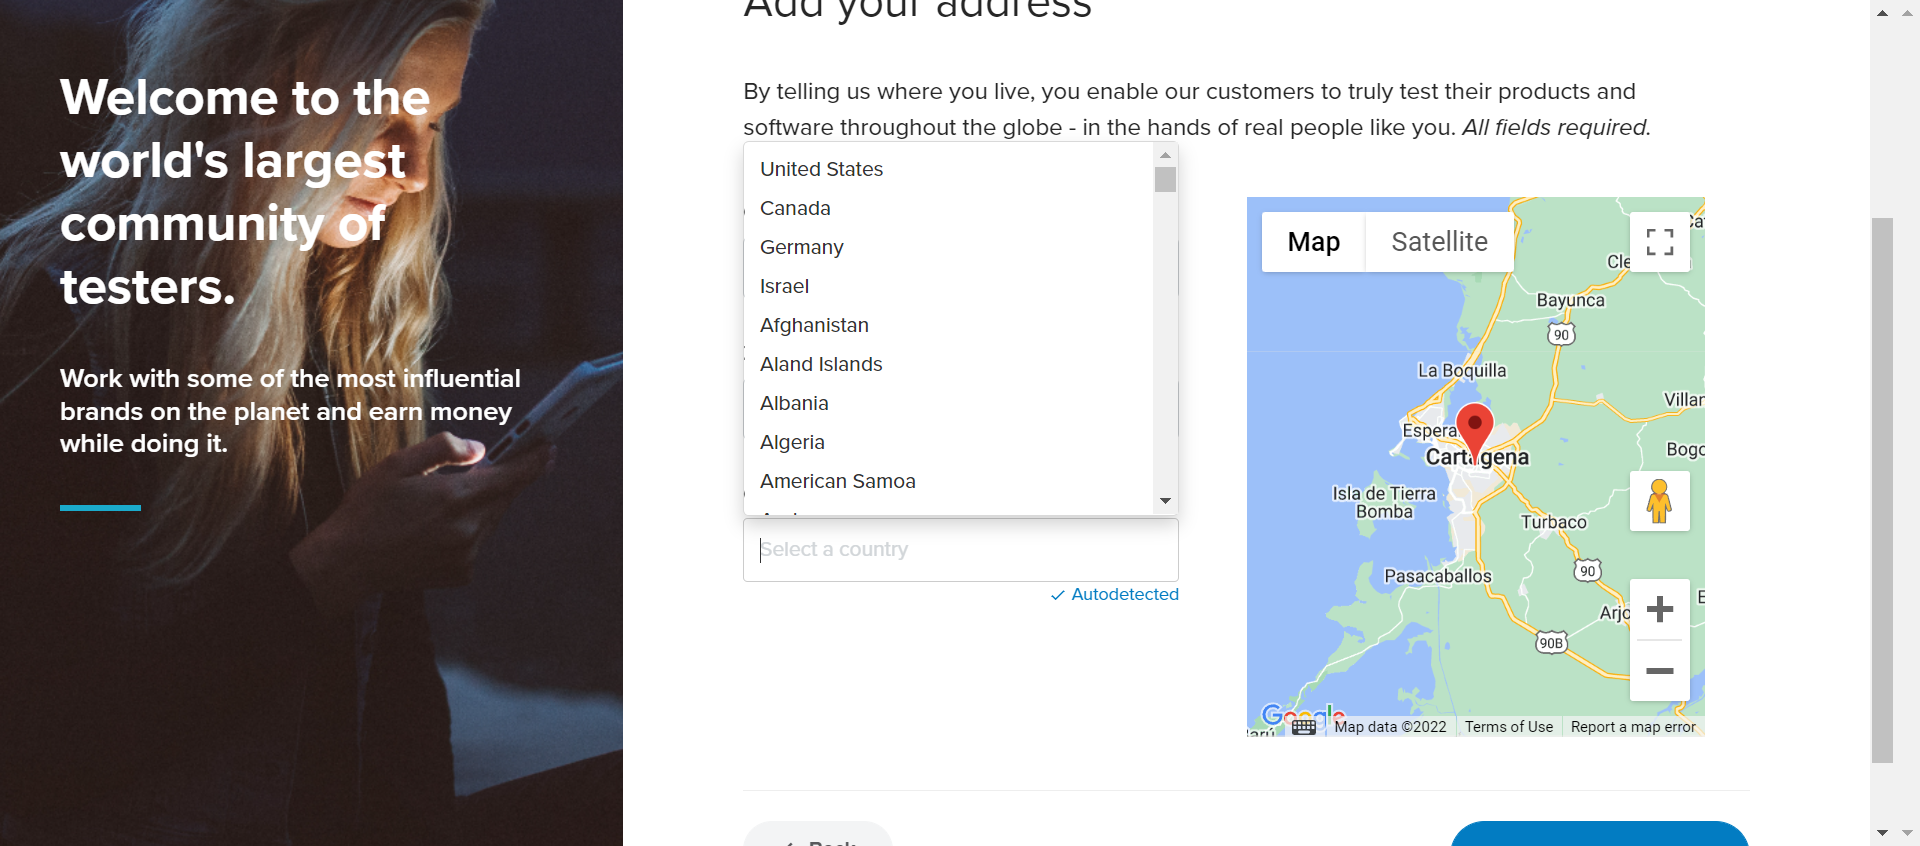 Welcome to the
world's largest
community of
testers.
Work with some of the most influential
brands on the planet and earn money
while doing it.
Add your address
By telling us where you live, you enable our customers to truly test their products and
software throughout the globe - in the hands of real people like you. All fields required.
United States
Canada
Germany
Israel
Afghanistan
Aland Islands
Albania
Algeria
American Samoa
Select a country
Autodetected
Map
Satellite
Bayunca
90
La Boquilla
Cartagena
Isla de Tierra
Bomba
Turbaco
90
Pasacaballos
90B
Google
Map data ©2022
Terms of Use
Report a map error
Back